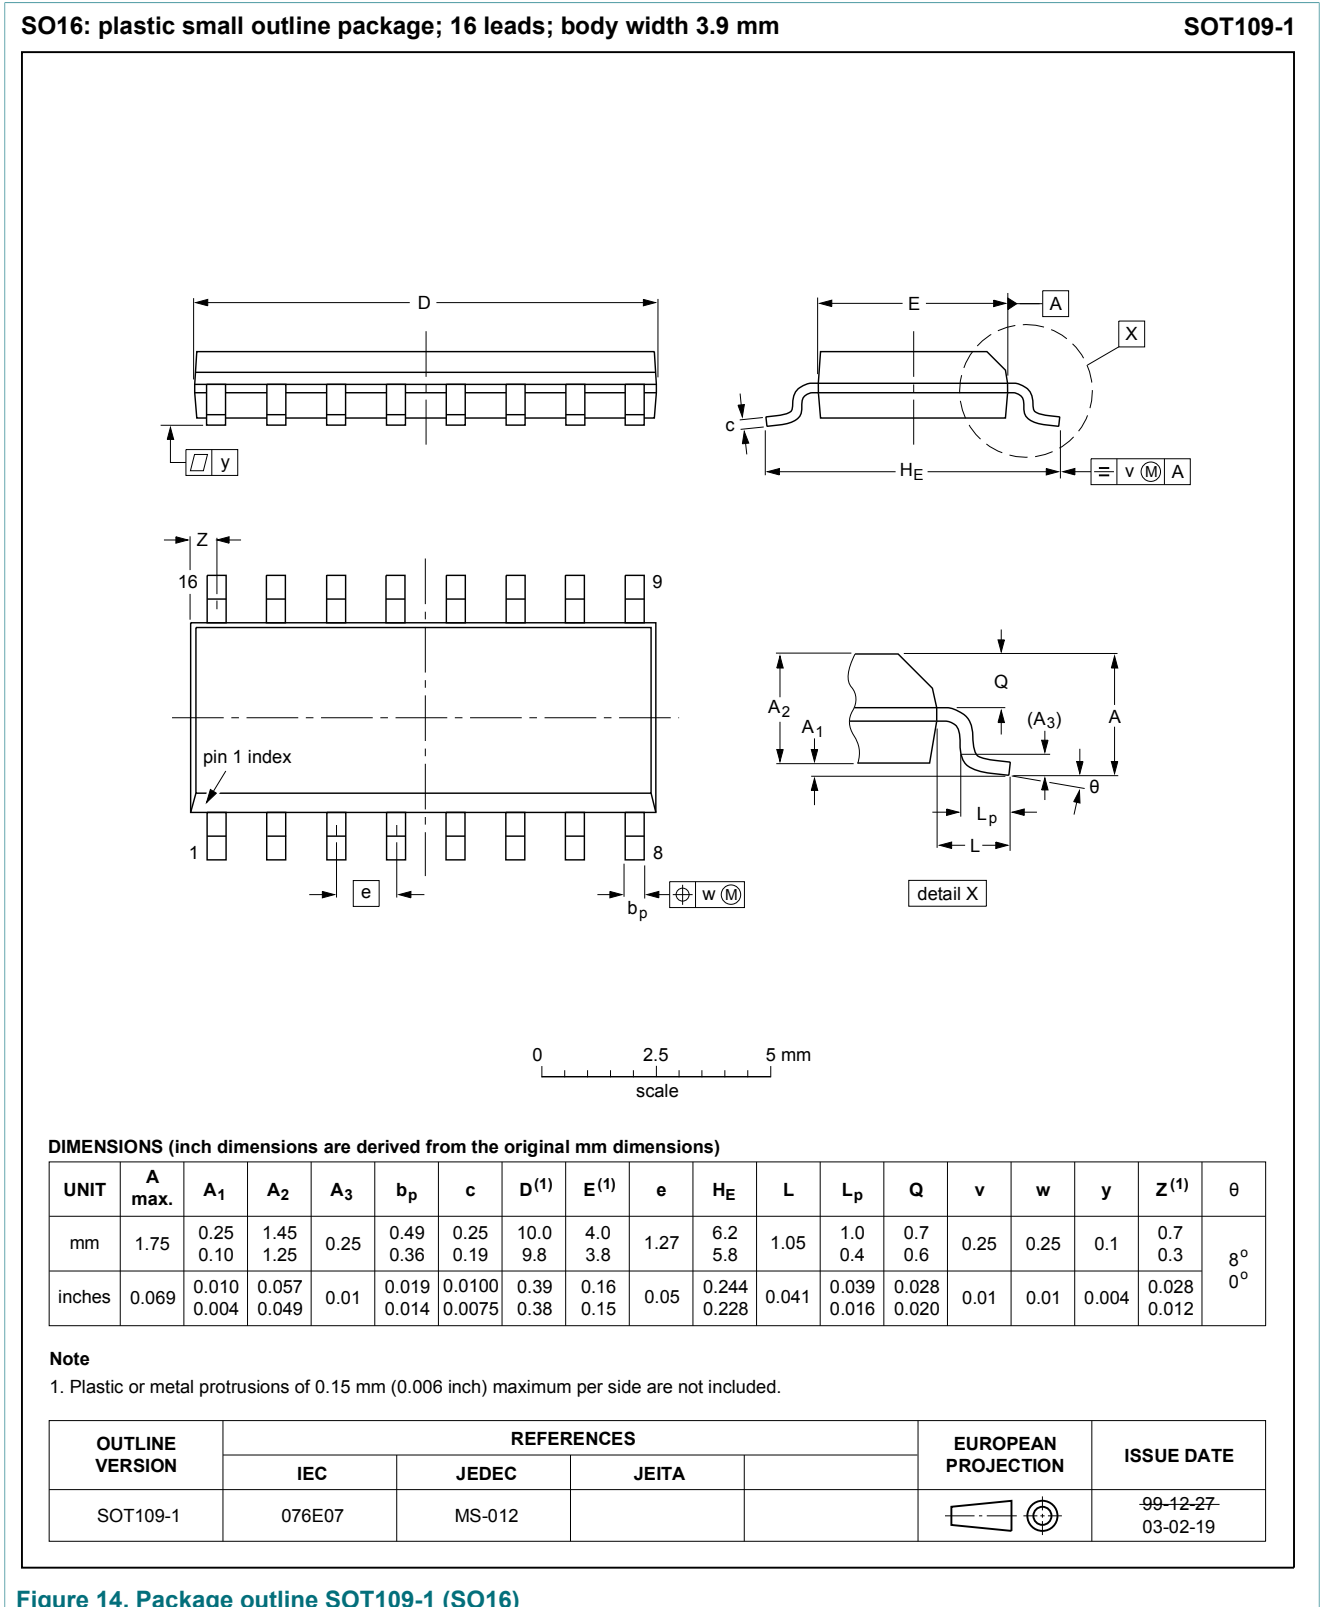 SO16: plastic small outline package; 16 leads; body width 3.9 mm SOT109-1
D
E
A
X
c
y
HE
v M A
Z
16
9
pin 1 index
1
8
e
bp
w M
A2
A1
Q
(A3)
A
θ
Lp
L
detail X
0 2.5 5 mm
scale
DIMENSIONS (inch dimensions are derived from the original mm dimensions)
UNIT A max. A1 A2 A3 bp c D(1) E(1) e HE L Lp Q v w y Z(1) θ
mm 1.75 0.25 0.10 1.45 1.25 0.25 0.49 0.36 0.25 0.19 10.0 9.8 4.0 3.8 1.27 6.2 5.8 1.05 1.0 0.4 0.7 0.6 0.25 0.25 0.1 0.7 0.3 8° 0°
inches 0.069 0.010 0.004 0.057 0.049 0.01 0.019 0.014 0.0100 0.0075 0.39 0.38 0.16 0.15 0.05 0.244 0.228 0.041 0.039 0.016 0.028 0.020 0.01 0.01 0.004 0.028 0.012
Note
1. Plastic or metal protrusions of 0.15 mm (0.006 inch) maximum per side are not included.
OUTLINE VERSION REFERENCES EUROPEAN PROJECTION ISSUE DATE
IEC JEDEC JEITA
SOT109-1 076E07 MS-012 99-12-27 03-02-19
Figure 14. Package outline SOT109-1 (SO16)